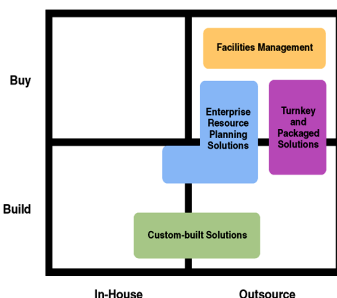 Facilities Management
Buy
Enterprise
Resource
Planning
Solutions
Turnkey
and
Packaged
Solutions
Build
Custom-built Solutions
In-House
Outsource